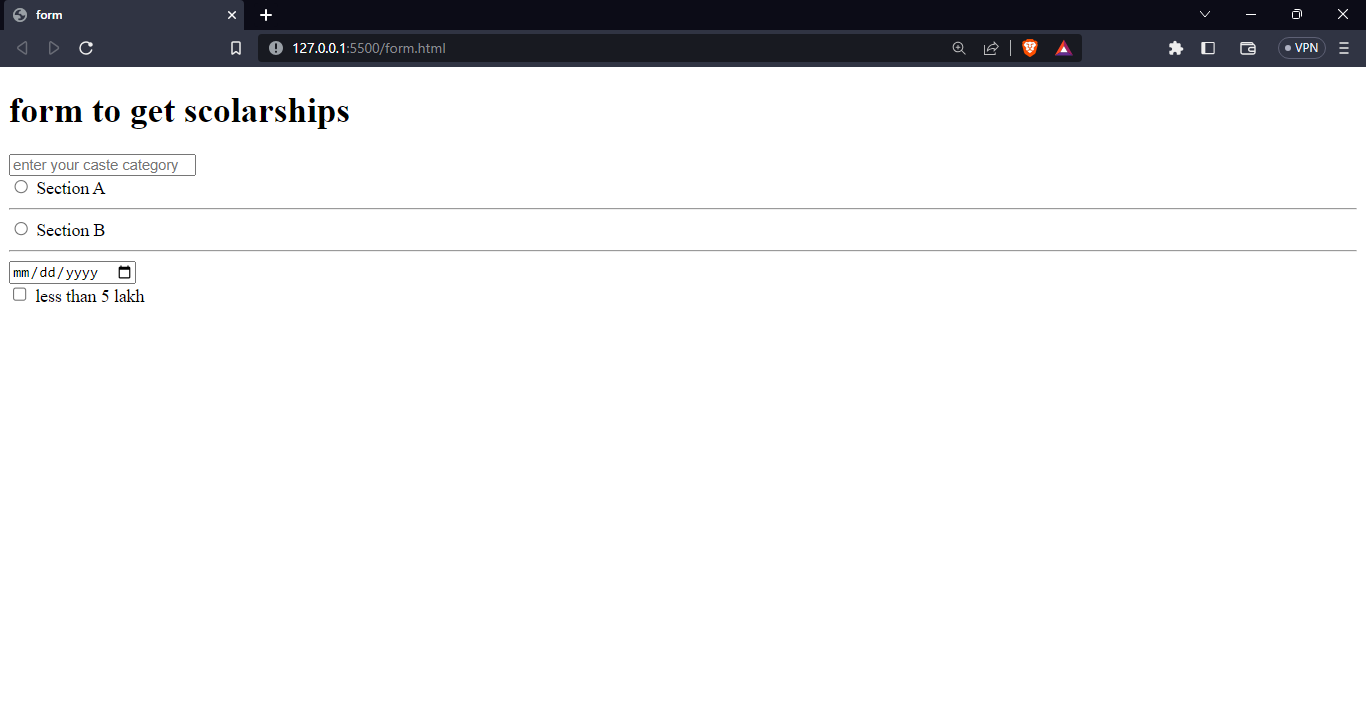 form
127.0.0.1:5500/form.html
VPN
form to get scolarships
enter your caste category
Section A
Section B
mm/dd/yyyy
less than 5 lakh